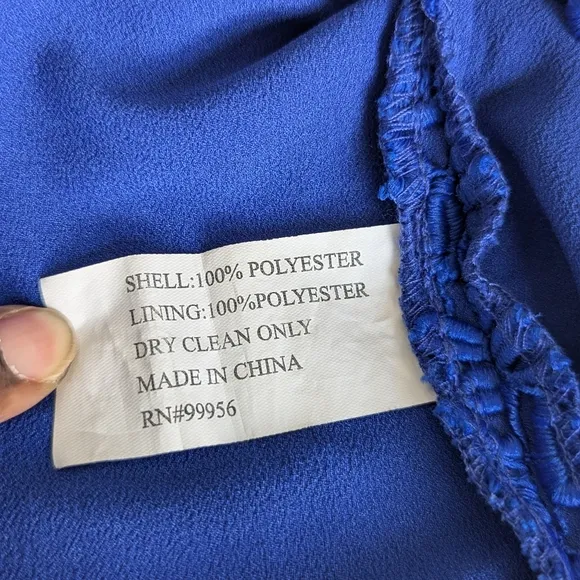 SHELL:100% POLYESTER
LINING:100%POLYESTER
DRY CLEAN ONLY
MADE IN CHINA
RN#99956